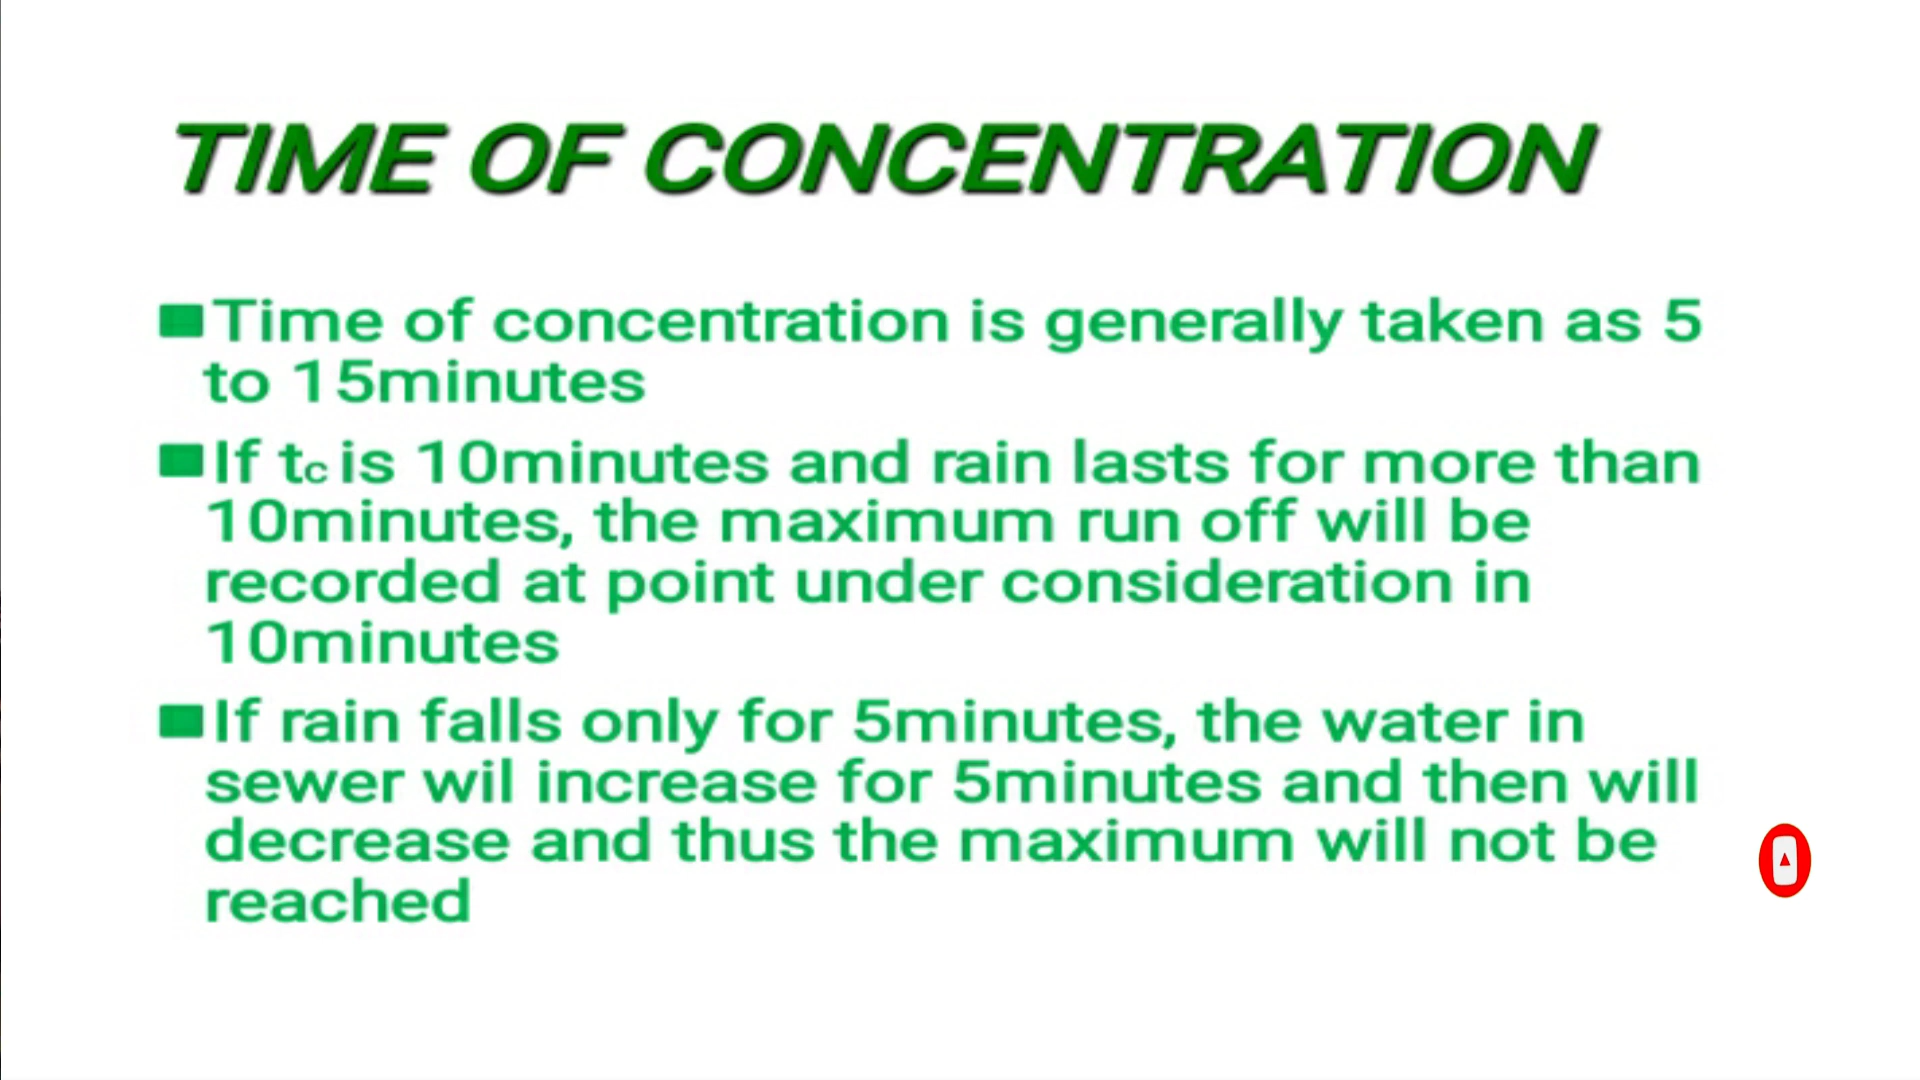 TIME OF CONCENTRATION
Time of concentration is generally taken as 5
to 15minutes
If tc is 10minutes and rain lasts for more than
10minutes, the maximum run off will be
recorded at point under consideration in
10minutes
If rain falls only for 5minutes, the water in
sewer wil increase for 5minutes and then will
decrease and thus the maximum will not be
reached